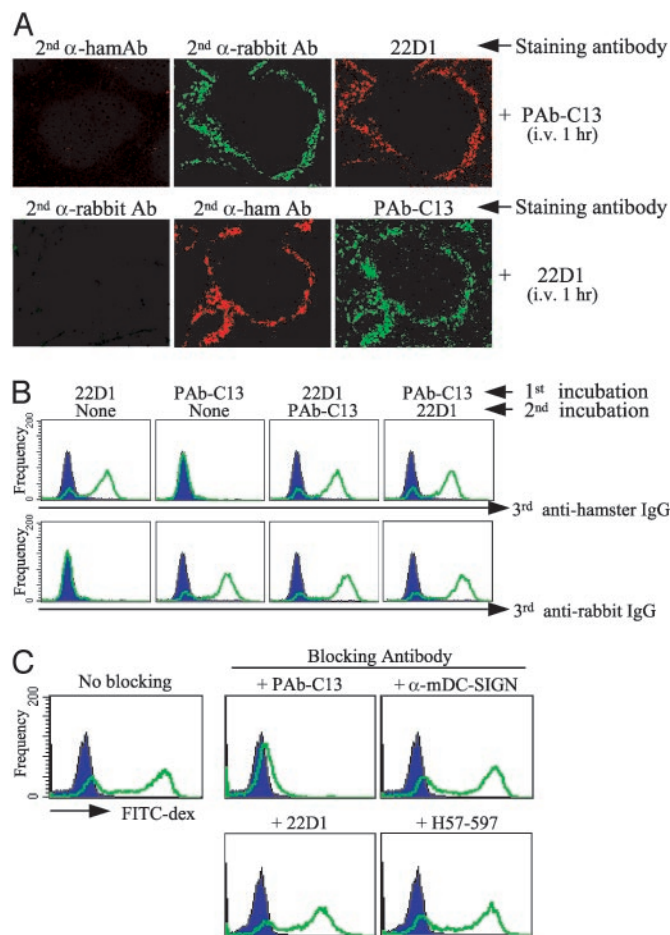 A
2nd α-hamAb 2nd α-rabbit Ab 22D1 Staining antibody
+ PAb-C13
(i.v. 1 hr)
2nd α-rabbit Ab 2nd α-ham Ab PAb-C13 Staining antibody
+ 22D1
(i.v. 1 hr)
B
22D1 PAb-C13 22D1 PAb-C13 1st incubation
None None PAb-C13 22D1 2nd incubation
200
Frequency
0
3rd anti-hamster IgG
200
Frequency
0
3rd anti-rabbit IgG
C
Blocking Antibody
No blocking + PAb-C13 + α-mDC-SIGN
200
Frequency
0
FITC-dex
+ 22D1 + H57-597